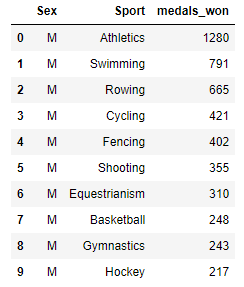 Sex Sport medals_won
0 M Athletics 1280
1 M Swimming 791
2 M Rowing 665
3 M Cycling 421
4 M Fencing 402
5 M Shooting 355
6 M Equestrianism 310
7 M Basketball 248
8 M Gymnastics 243
9 M Hockey 217